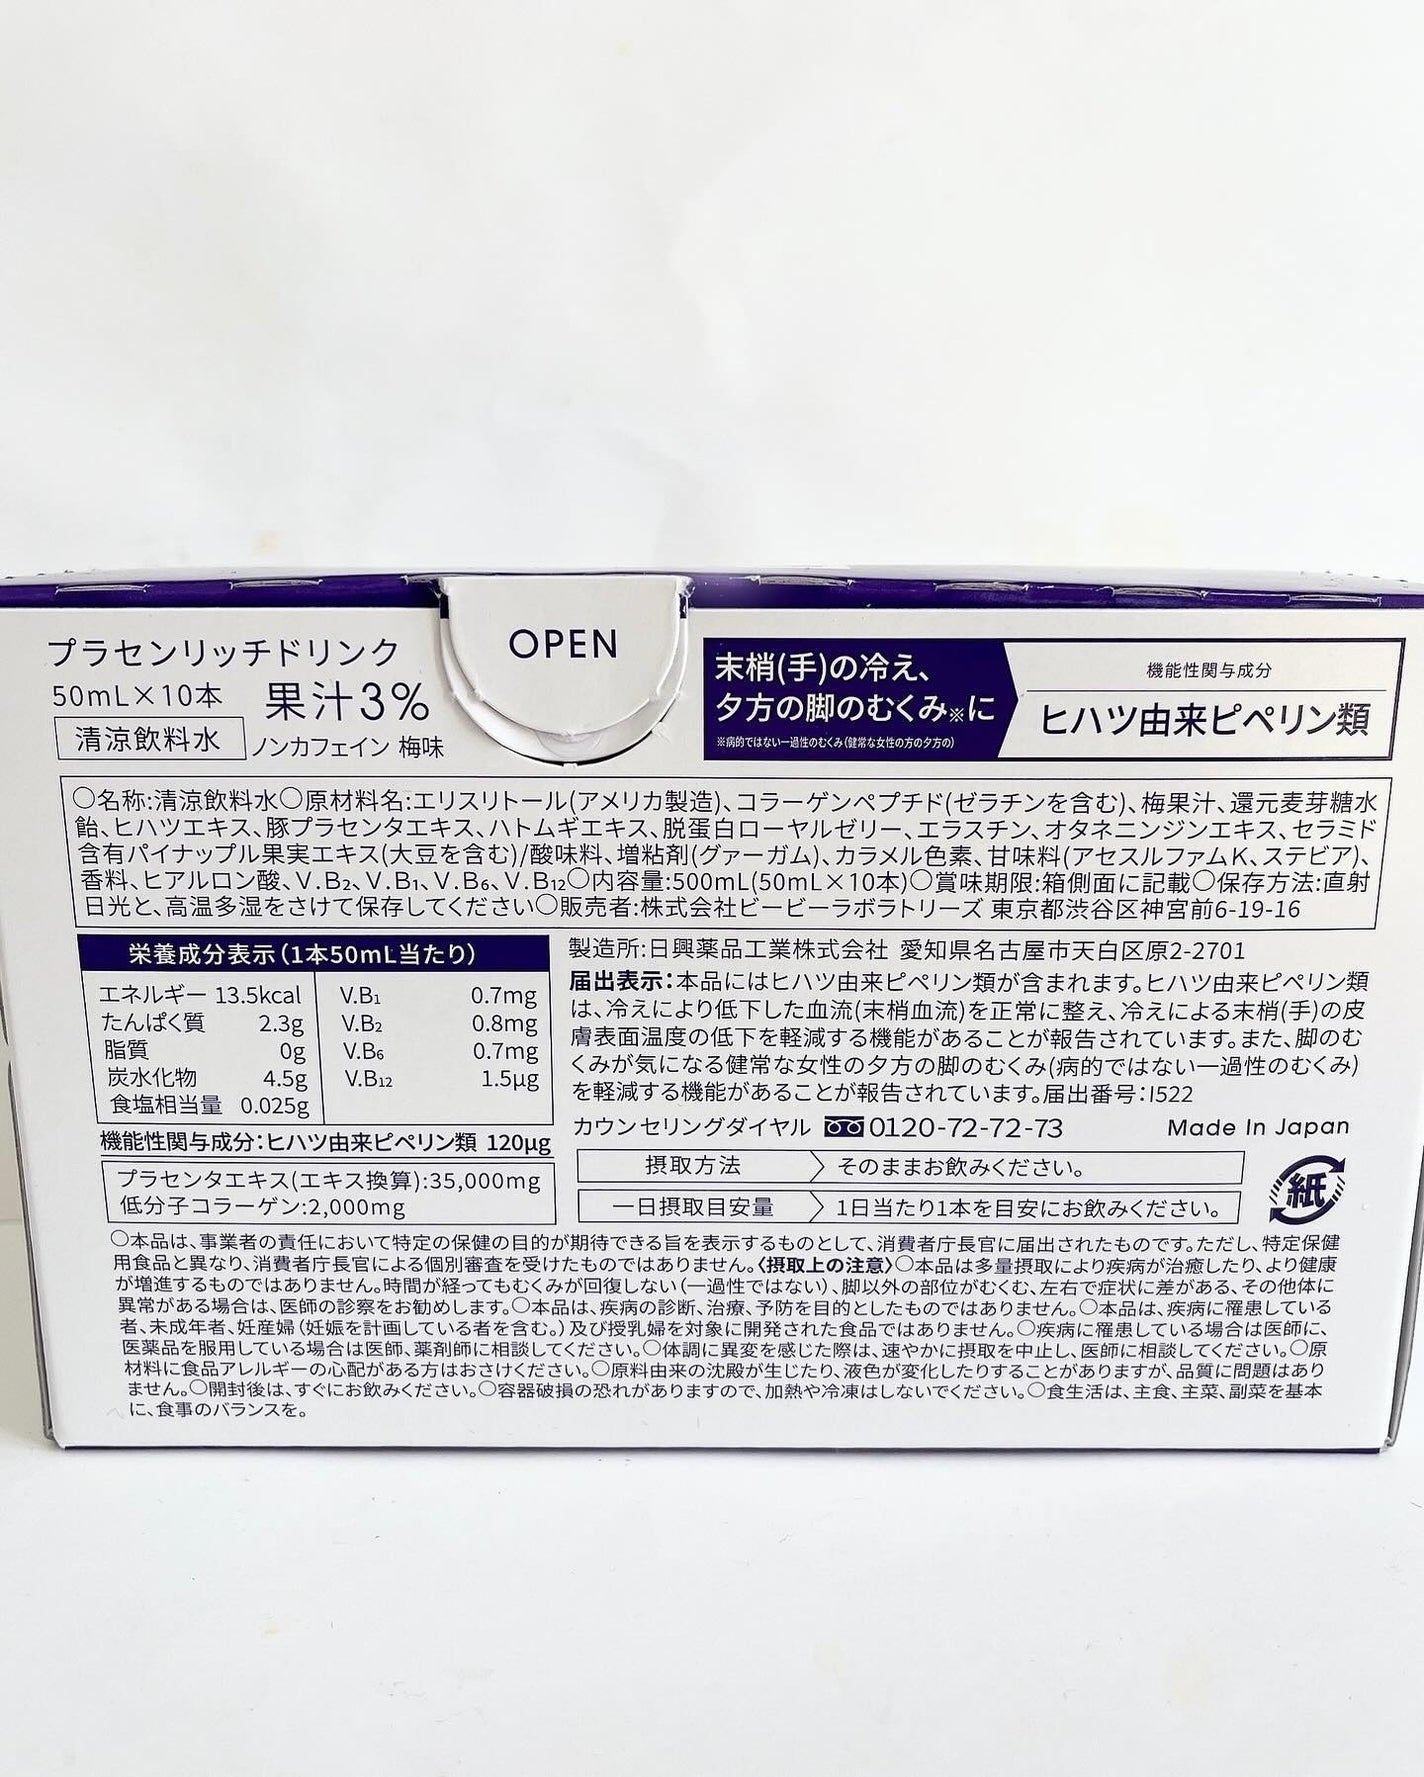 OPEN
プラセンリッチドリンク
50mL×10本 果汁3%
清涼飲料水 ノンカフェイン 梅味
末梢(手)の冷え、
夕方の脚のむくみ※に
※病的ではない一過性のむくみ(健常な女性の方の夕方の)
機能性関与成分
ヒハツ由来ピペリン類
○名称:清涼飲料水○原材料名:エリスリトール(アメリカ製造)、コラーゲンペプチド(ゼラチンを含む)、梅果汁、還元麦芽糖水
飴、ヒハツエキス、豚プラセンタエキス、ハトムギエキス、脱蛋白ローヤルゼリー、エラスチン、オタネニンジンエキス、セラミド
含有パイナップル果実エキス(大豆を含む)/酸味料、増粘剤(グァーガム)、カラメル色素、甘味料(アセスルファムK、ステビア)、
香料、ヒアルロン酸、V.B₂、V.B₁、V.B₆、V.B₁₂○内容量:500mL(50mL×10本)○賞味期限:箱側面に記載○保存方法:直射
日光と、高温多湿をさけて保存してください○販売者:株式会社ビービーラボラトリーズ 東京都渋谷区神宮前6-19-16
栄養成分表示(1本50mL当たり)
エネルギー 13.5kcal V.B₁ 0.7mg
たんぱく質 2.3g V.B₂ 0.8mg
脂質 0g V.B₆ 0.7mg
炭水化物 4.5g V.B₁₂ 1.5μg
食塩相当量 0.025g
機能性関与成分:ヒハツ由来ピペリン類 120μg
プラセンタエキス(エキス換算):35,000mg
低分子コラーゲン:2,000mg
製造所:日興薬品工業株式会社 愛知県名古屋市天白区原2-2701
届出表示:本品にはヒハツ由来ピペリン類が含まれます。ヒハツ由来ピペリン類
は、冷えにより低下した血流(末梢血流)を正常に整え、冷えによる末梢(手)の皮
膚表面温度の低下を軽減する機能があることが報告されています。また、脚のむ
くみが気になる健常な女性の夕方の脚のむくみ(病的ではない一過性のむくみ)
を軽減する機能があることが報告されています。届出番号:I522
カウンセリングダイヤル 0120-72-72-73 Made In Japan
摂取方法 そのままお飲みください。
一日摂取目安量 1日当たり1本を目安にお飲みください。
紙
○本品は、事業者の責任において特定の保健の目的が期待できる旨を表示するものとして、消費者庁長官に届出されたものです。ただし、特定保健
用食品と異なり、消費者庁長官による個別審査を受けたものではありません。〈摂取上の注意〉○本品は多量摂取により疾病が治癒したり、より健康
が増進するものではありません。時間が経ってもむくみが回復しない(一過性ではない)、脚以外の部位がむくむ、左右で症状に差がある、その他体に
異常がある場合は、医師の診察をお勧めします。○本品は、疾病の診断、治療、予防を目的としたものではありません。○本品は、疾病に罹患している
者、未成年者、妊産婦(妊娠を計画している者を含む。)及び授乳婦を対象に開発された食品ではありません。○疾病に罹患している場合は医師に、
医薬品を服用している場合は医師、薬剤師に相談してください。○体調に異変を感じた際は、速やかに摂取を中止し、医師に相談してください。○原
材料に食品アレルギーの心配がある方はおさけください。○原料由来の沈殿が生じたり、液色が変化したりすることがありますが、品質に問題はあり
ません。○開封後は、すぐにお飲みください。○容器破損の恐れがありますので、加熱や冷凍はしないでください。○食生活は、主食、主菜、副菜を基本
に、食事のバランスを。